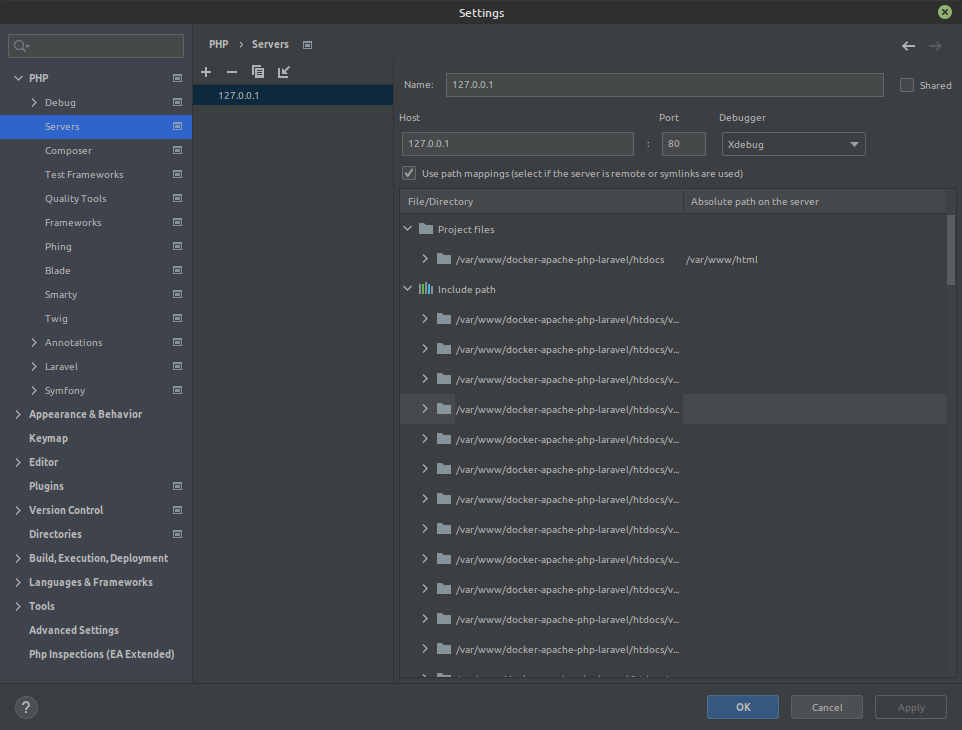 Settings
PHP
Debug
Servers
Composer
Test Frameworks
Quality Tools
Frameworks
Phing
Blade
Smarty
Twig
Annotations
Laravel
Symfony
Appearance & Behavior
Keymap
Editor
Plugins
Version Control
Directories
Build, Execution, Deployment
Languages & Frameworks
Tools
Advanced Settings
Php Inspections (EA Extended)
PHP › Servers
127.0.0.1
Name: 127.0.0.1 Shared
Host Port Debugger
127.0.0.1 : 80 Xdebug
Use path mappings (select if the server is remote or symlinks are used)
File/Directory Absolute path on the server
Project files
/var/www/docker-apache-php-laravel/htdocs /var/www/html
Include path
/var/www/docker-apache-php-laravel/htdocs/v...
/var/www/docker-apache-php-laravel/htdocs/v...
/var/www/docker-apache-php-laravel/htdocs/v...
/var/www/docker-apache-php-laravel/htdocs/v...
/var/www/docker-apache-php-laravel/htdocs/v...
/var/www/docker-apache-php-laravel/htdocs/v...
/var/www/docker-apache-php-laravel/htdocs/v...
/var/www/docker-apache-php-laravel/htdocs/v...
/var/www/docker-apache-php-laravel/htdocs/v...
/var/www/docker-apache-php-laravel/htdocs/v...
/var/www/docker-apache-php-laravel/htdocs/v...
/var/www/docker-apache-php-laravel/htdocs/v...
? OK Cancel Apply